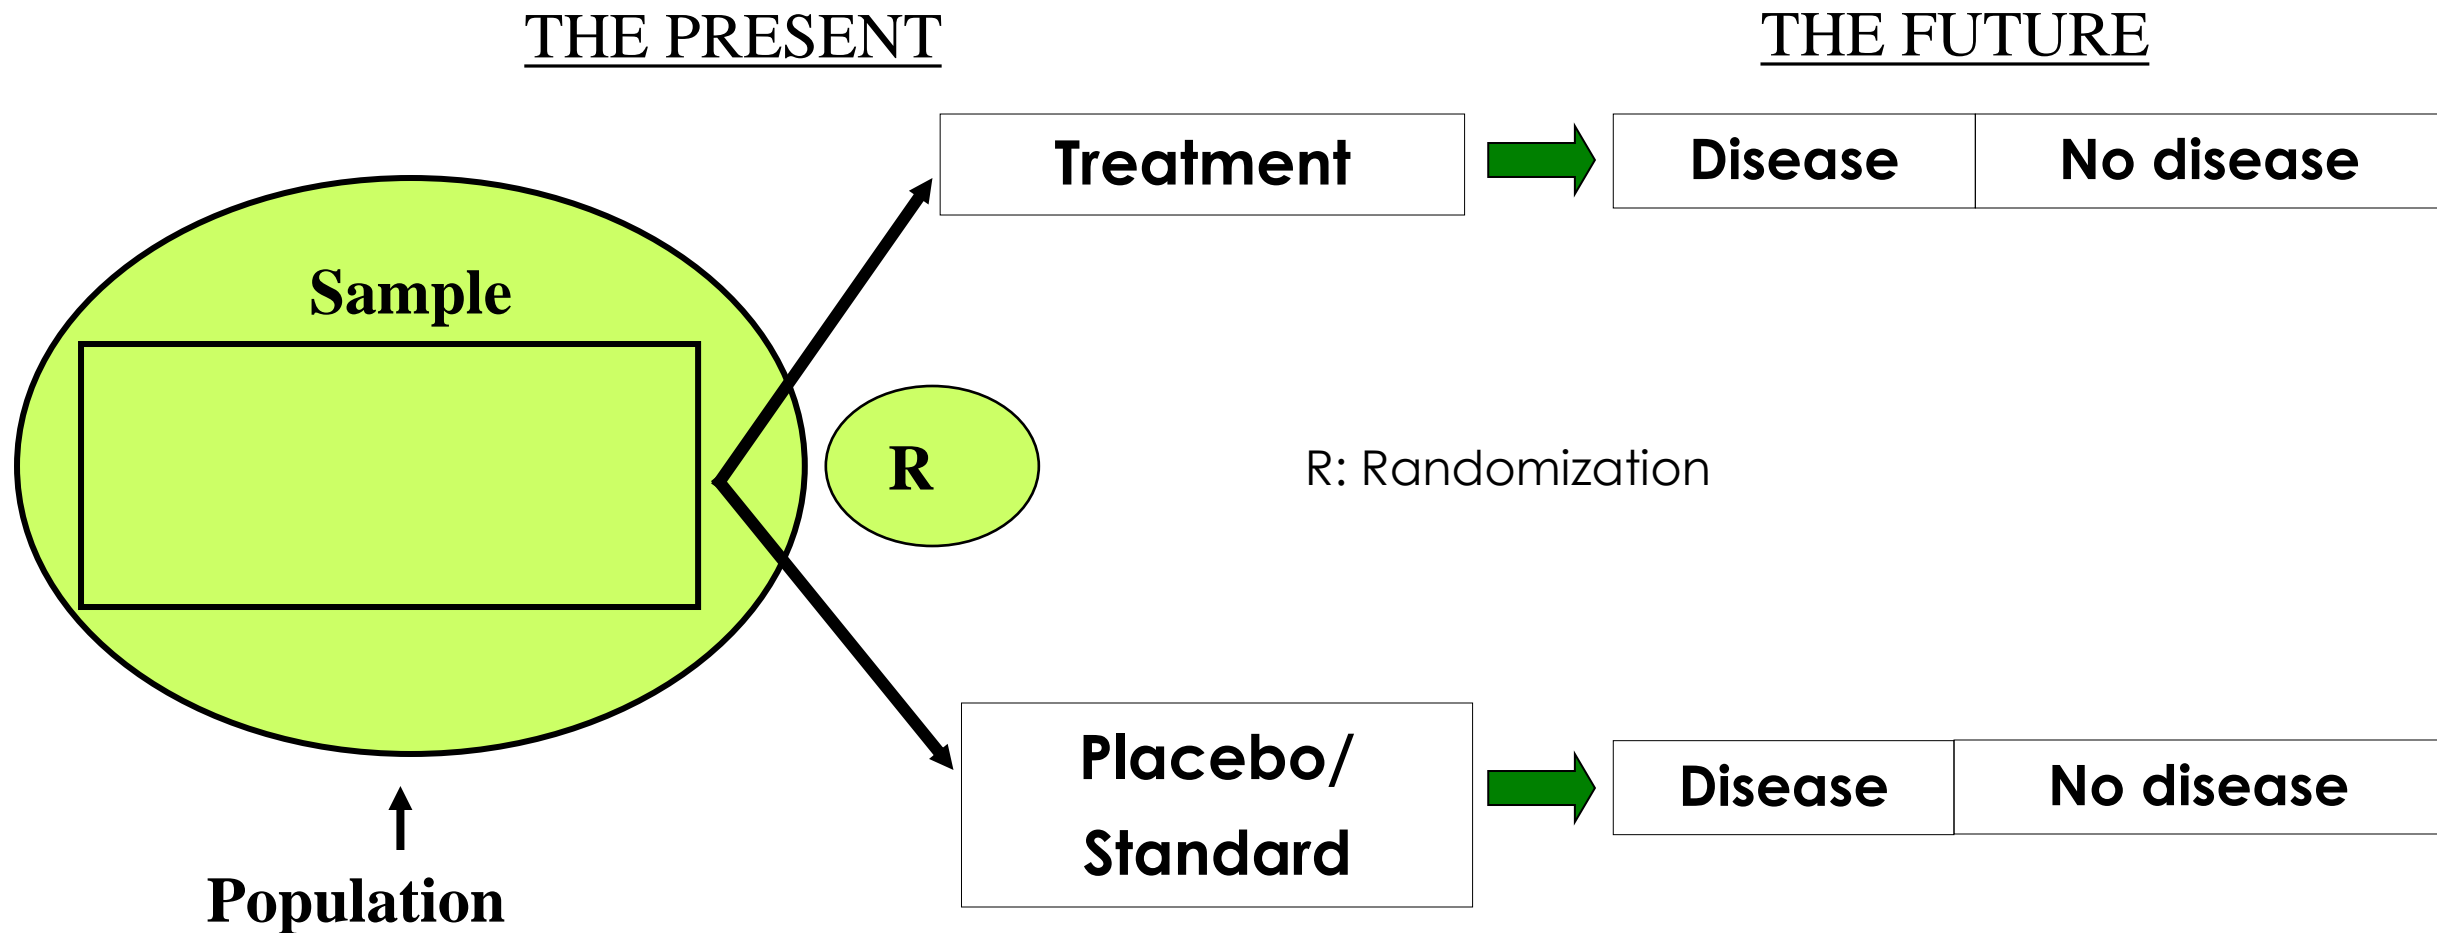 THE PRESENT
THE FUTURE
Treatment
Disease
No disease
Sample
R
R: Randomization
Placebo/
Standard
Disease
No disease
Population